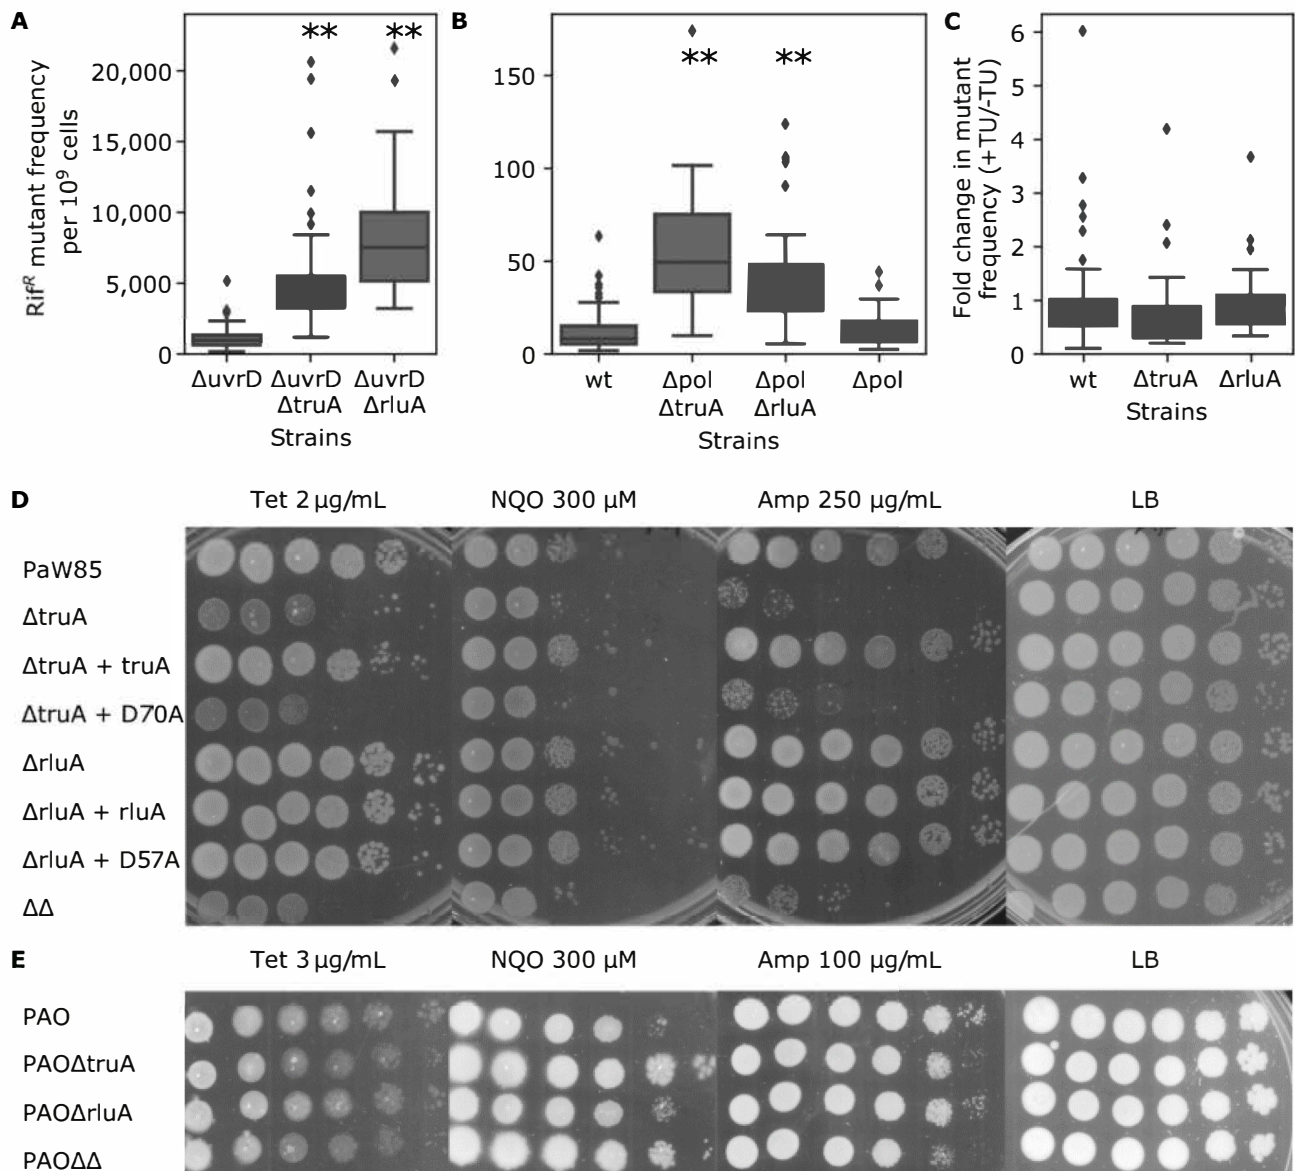 A
Rif^R mutant frequency
per 10^9 cells
20,000
15,000
10,000
5,000
0
**
**
ΔuvrD
ΔuvrD
ΔtruA
ΔuvrD
ΔrluA
Strains
B
150
100
50
0
**
**
wt
Δpol
ΔtruA
Δpol
ΔrluA
Δpol
Strains
C
Fold change in mutant
frequency (+TU/-TU)
6
5
4
3
2
1
0
wt
ΔtruA
ΔrluA
Strains
D
Tet 2 µg/mL
NQO 300 µM
Amp 250 µg/mL
LB
PaW85
ΔtruA
ΔtruA + truA
ΔtruA + D70A
ΔrluA
ΔrluA + rluA
ΔrluA + D57A
ΔΔ
E
Tet 3 µg/mL
NQO 300 µM
Amp 100 µg/mL
LB
PAO
PAOΔtruA
PAOΔrluA
PAOΔΔ